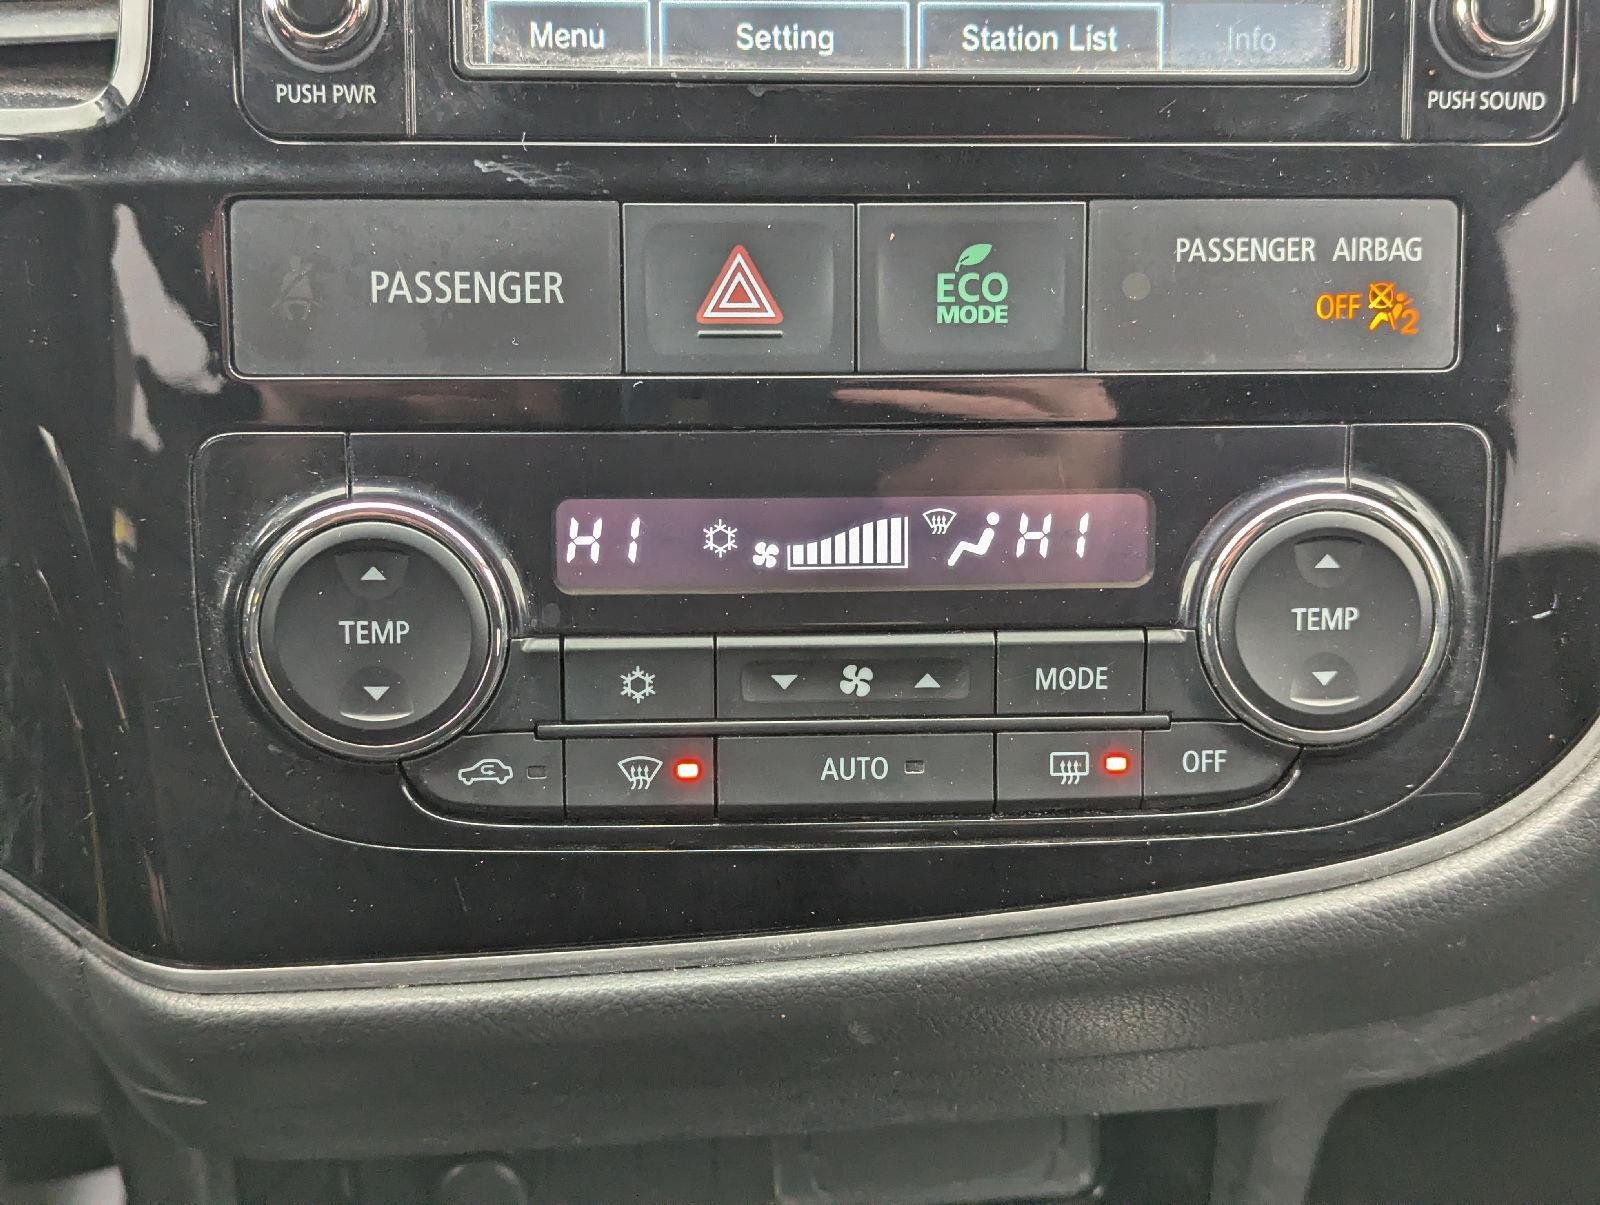 Menu Setting Station List Info
PUSH PWR
PUSH SOUND
PASSENGER
ECO
MODE
PASSENGER AIRBAG
OFF 2
HI
HI
TEMP
TEMP
MODE
AUTO
OFF